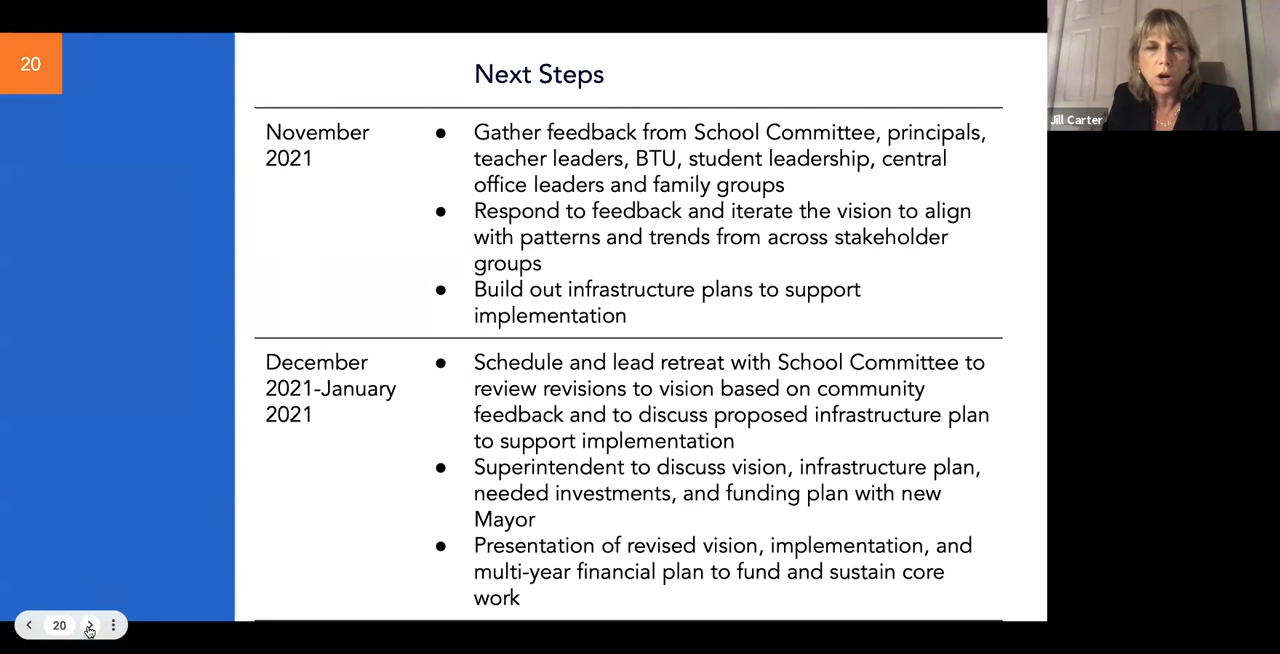 20
Next Steps
November
2021
● Gather feedback from School Committee, principals,
teacher leaders, BTU, student leadership, central
office leaders and family groups
● Respond to feedback and iterate the vision to align
with patterns and trends from across stakeholder
groups
● Build out infrastructure plans to support
implementation
December
2021-January
2021
● Schedule and lead retreat with School Committee to
review revisions to vision based on community
feedback and to discuss proposed infrastructure plan
to support implementation
● Superintendent to discuss vision, infrastructure plan,
needed investments, and funding plan with new
Mayor
● Presentation of revised vision, implementation, and
multi-year financial plan to fund and sustain core
work
20
Jill Carter